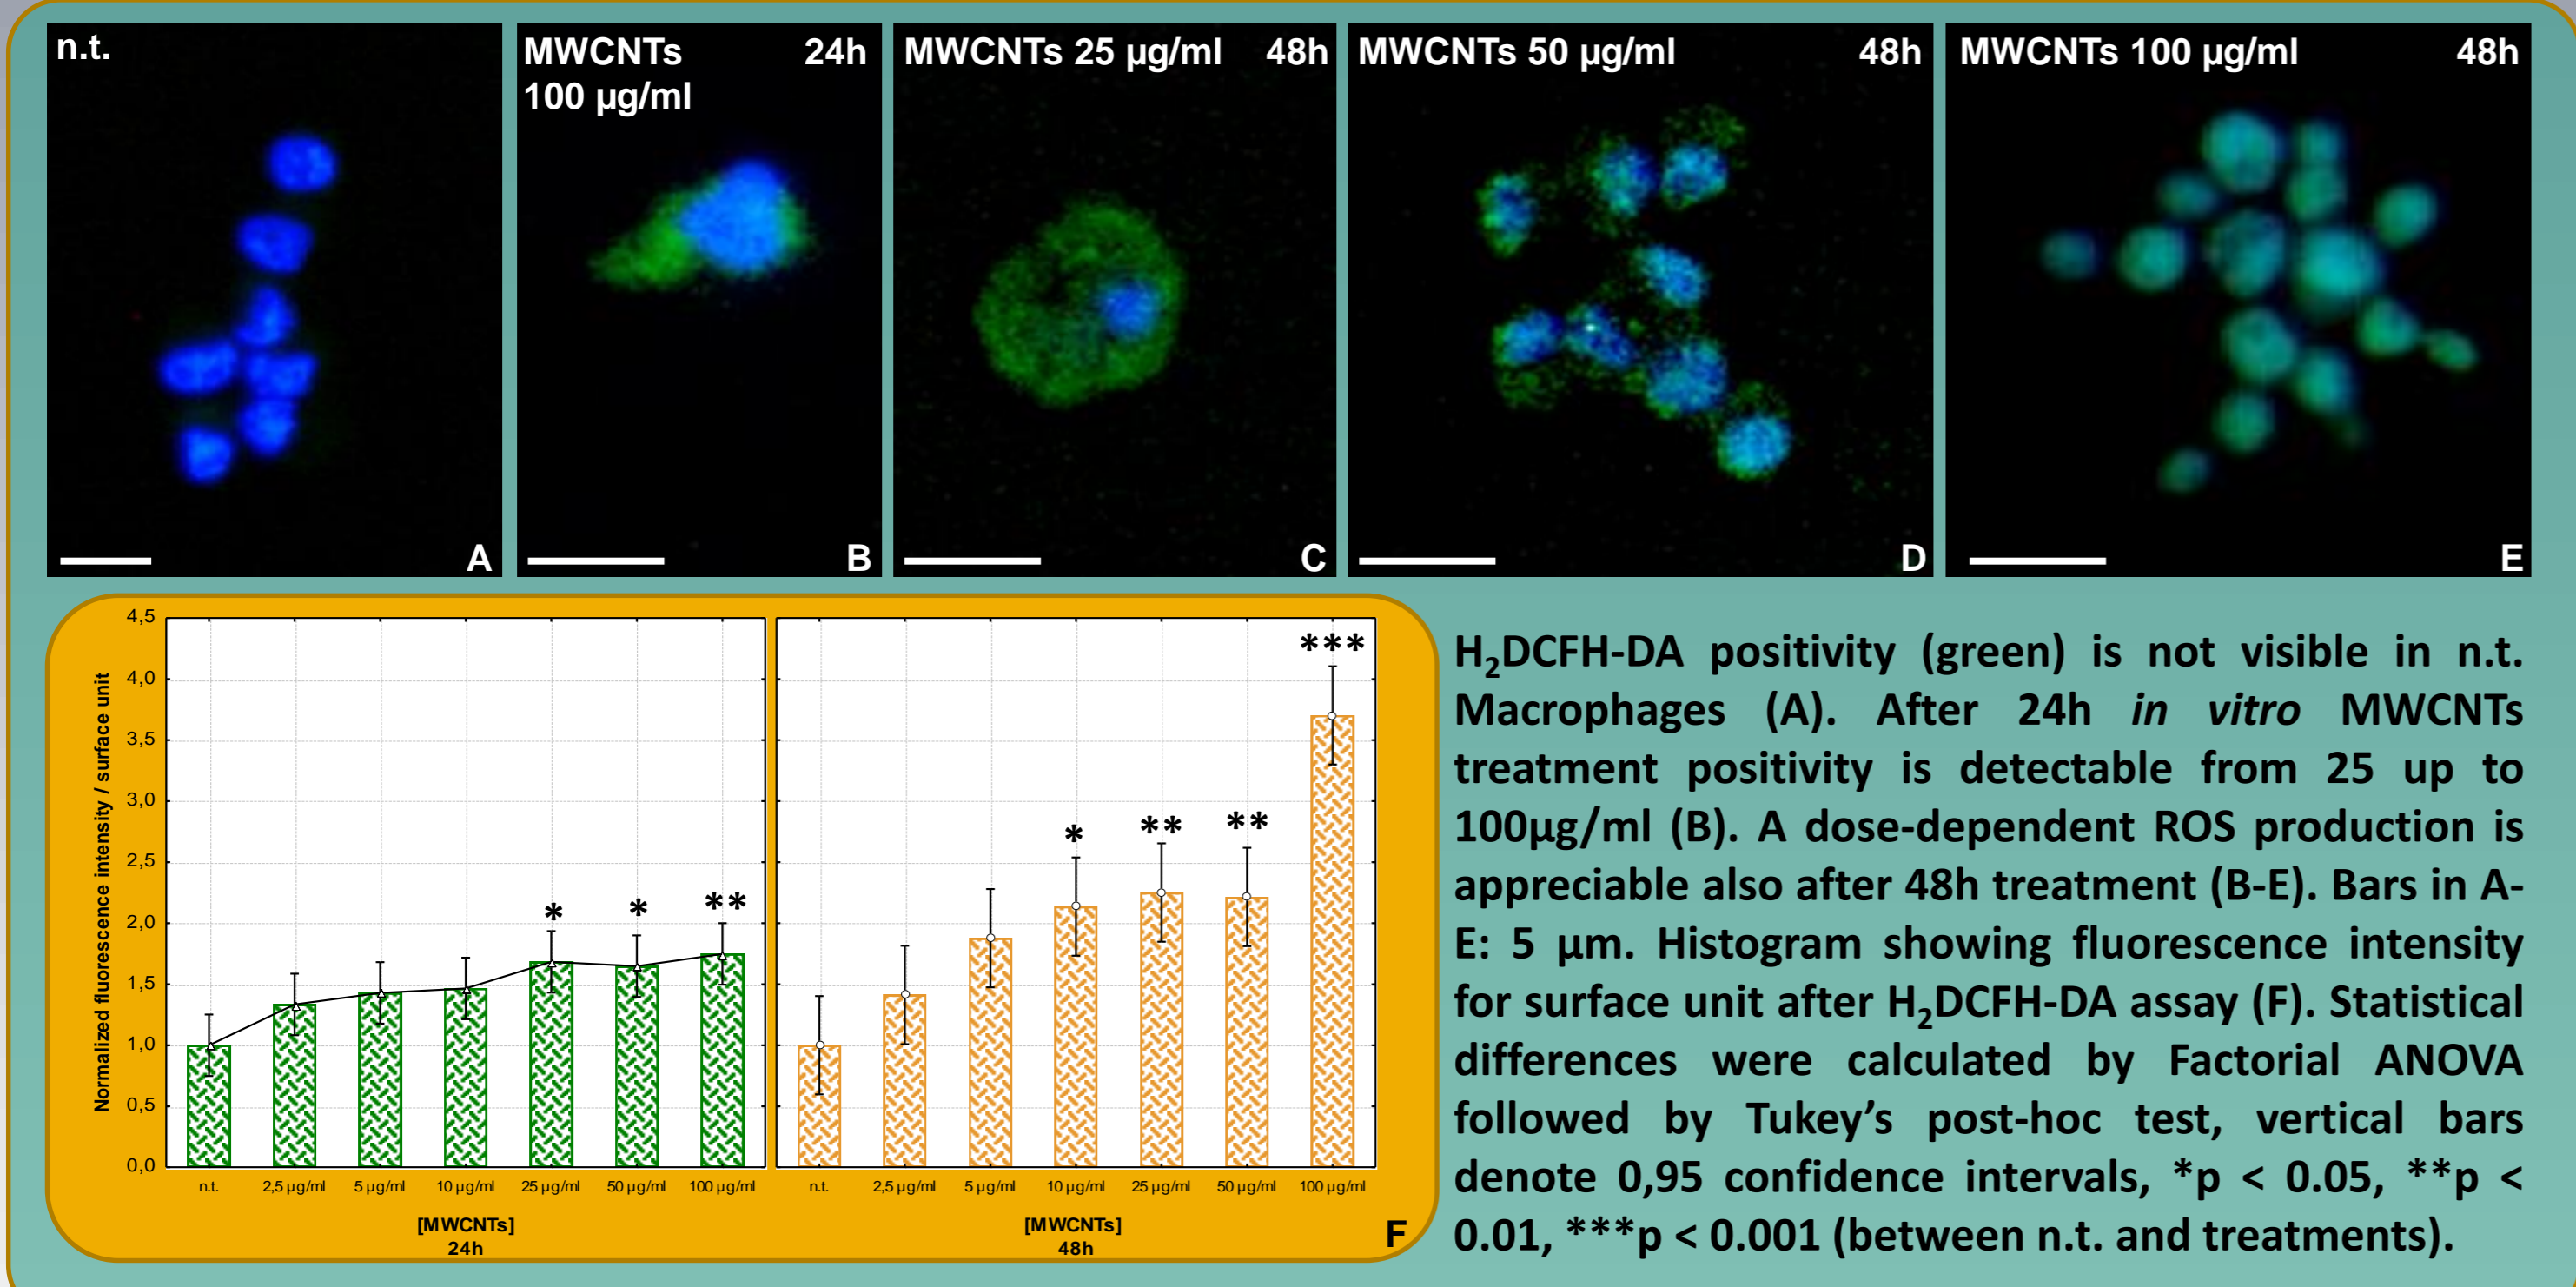 n.t.
A
MWCNTs 24h
100 µg/ml
B
MWCNTs 25 µg/ml 48h
C
MWCNTs 50 µg/ml 48h
D
MWCNTs 100 µg/ml 48h
E
Normalized fluorescence intensity / surface unit
4,5
4,0
3,5
3,0
2,5
2,0
1,5
1,0
0,5
0,0
* * **
* ** ** ***
n.t. 2,5 µg/ml 5 µg/ml 10 µg/ml 25 µg/ml 50 µg/ml 100 µg/ml
[MWCNTs]
24h
n.t. 2,5 µg/ml 5 µg/ml 10 µg/ml 25 µg/ml 50 µg/ml 100 µg/ml
[MWCNTs]
48h
F
H₂DCFH-DA positivity (green) is not visible in n.t.
Macrophages (A). After 24h in vitro MWCNTs
treatment positivity is detectable from 25 up to
100µg/ml (B). A dose-dependent ROS production is
appreciable also after 48h treatment (B-E). Bars in A-
E: 5 µm. Histogram showing fluorescence intensity
for surface unit after H₂DCFH-DA assay (F). Statistical
differences were calculated by Factorial ANOVA
followed by Tukey’s post-hoc test, vertical bars
denote 0,95 confidence intervals, *p < 0.05, **p <
0.01, ***p < 0.001 (between n.t. and treatments).